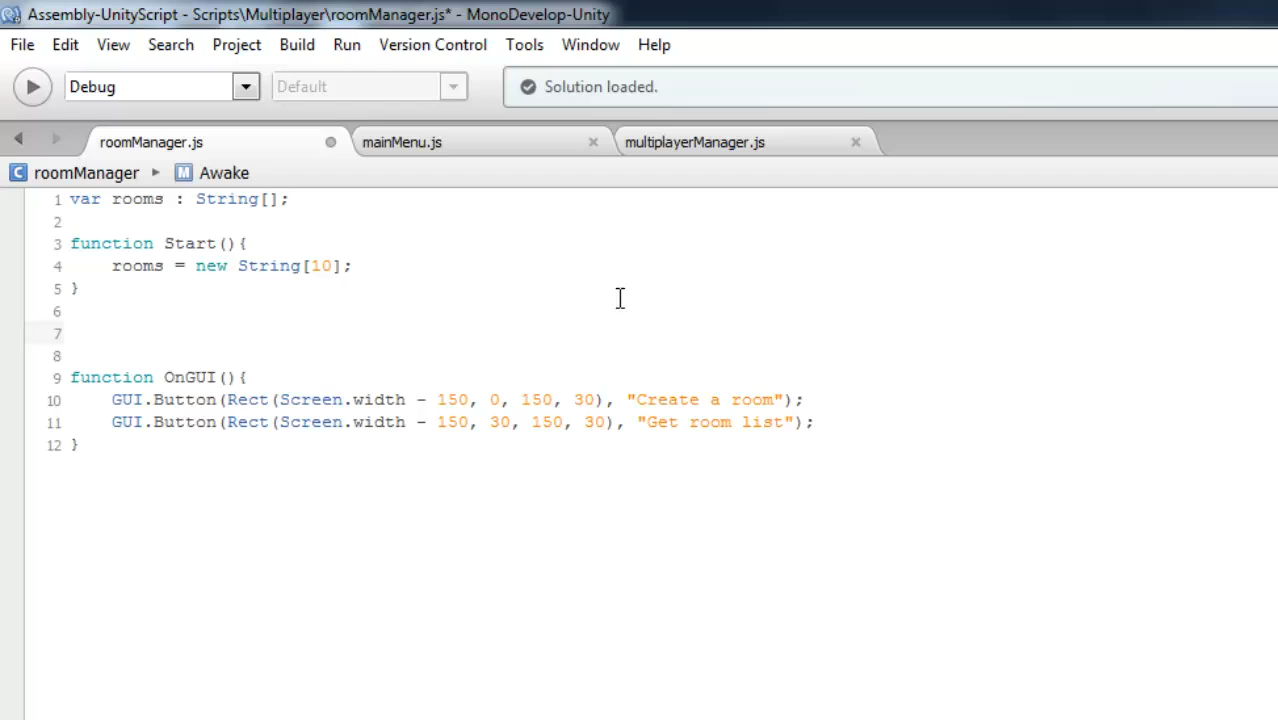 Assembly-UnityScript - Scripts\Multiplayer\roomManager.js* - MonoDevelop-Unity
File Edit View Search Project Build Run Version Control Tools Window Help
Debug Default Solution loaded.
roomManager.js mainMenu.js multiplayerManager.js
C roomManager M Awake
1 var rooms : String[];
2
3 function Start(){
4 rooms = new String[10];
5 }
6
7
8
9 function OnGUI(){
10 GUI.Button(Rect(Screen.width - 150, 0, 150, 30), "Create a room");
11 GUI.Button(Rect(Screen.width - 150, 30, 150, 30), "Get room list");
12 }